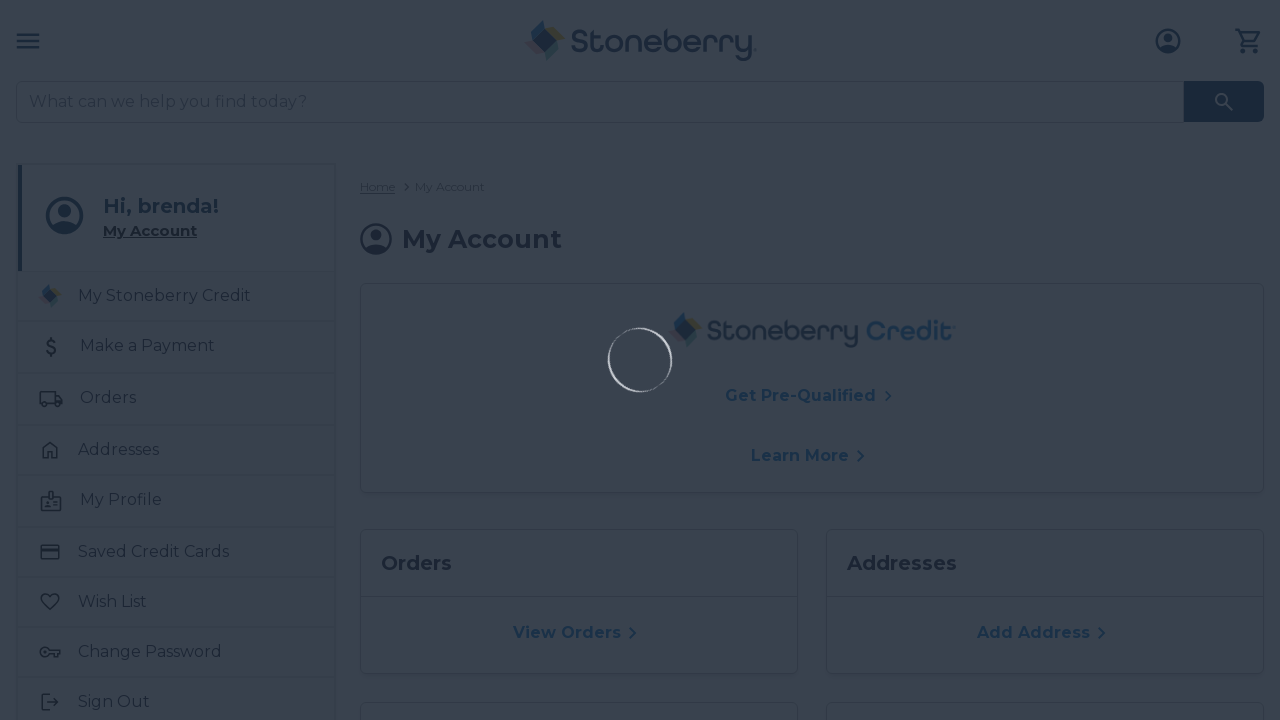 Stoneberry
What can we help you find today?
Hi, brenda!
My Account
My Stoneberry Credit
Make a Payment
Orders
Addresses
My Profile
Saved Credit Cards
Wish List
Change Password
Sign Out
Home > My Account
My Account
Stoneberry Credit
Get Pre-Qualified
Learn More
Orders
View Orders
Addresses
Add Address